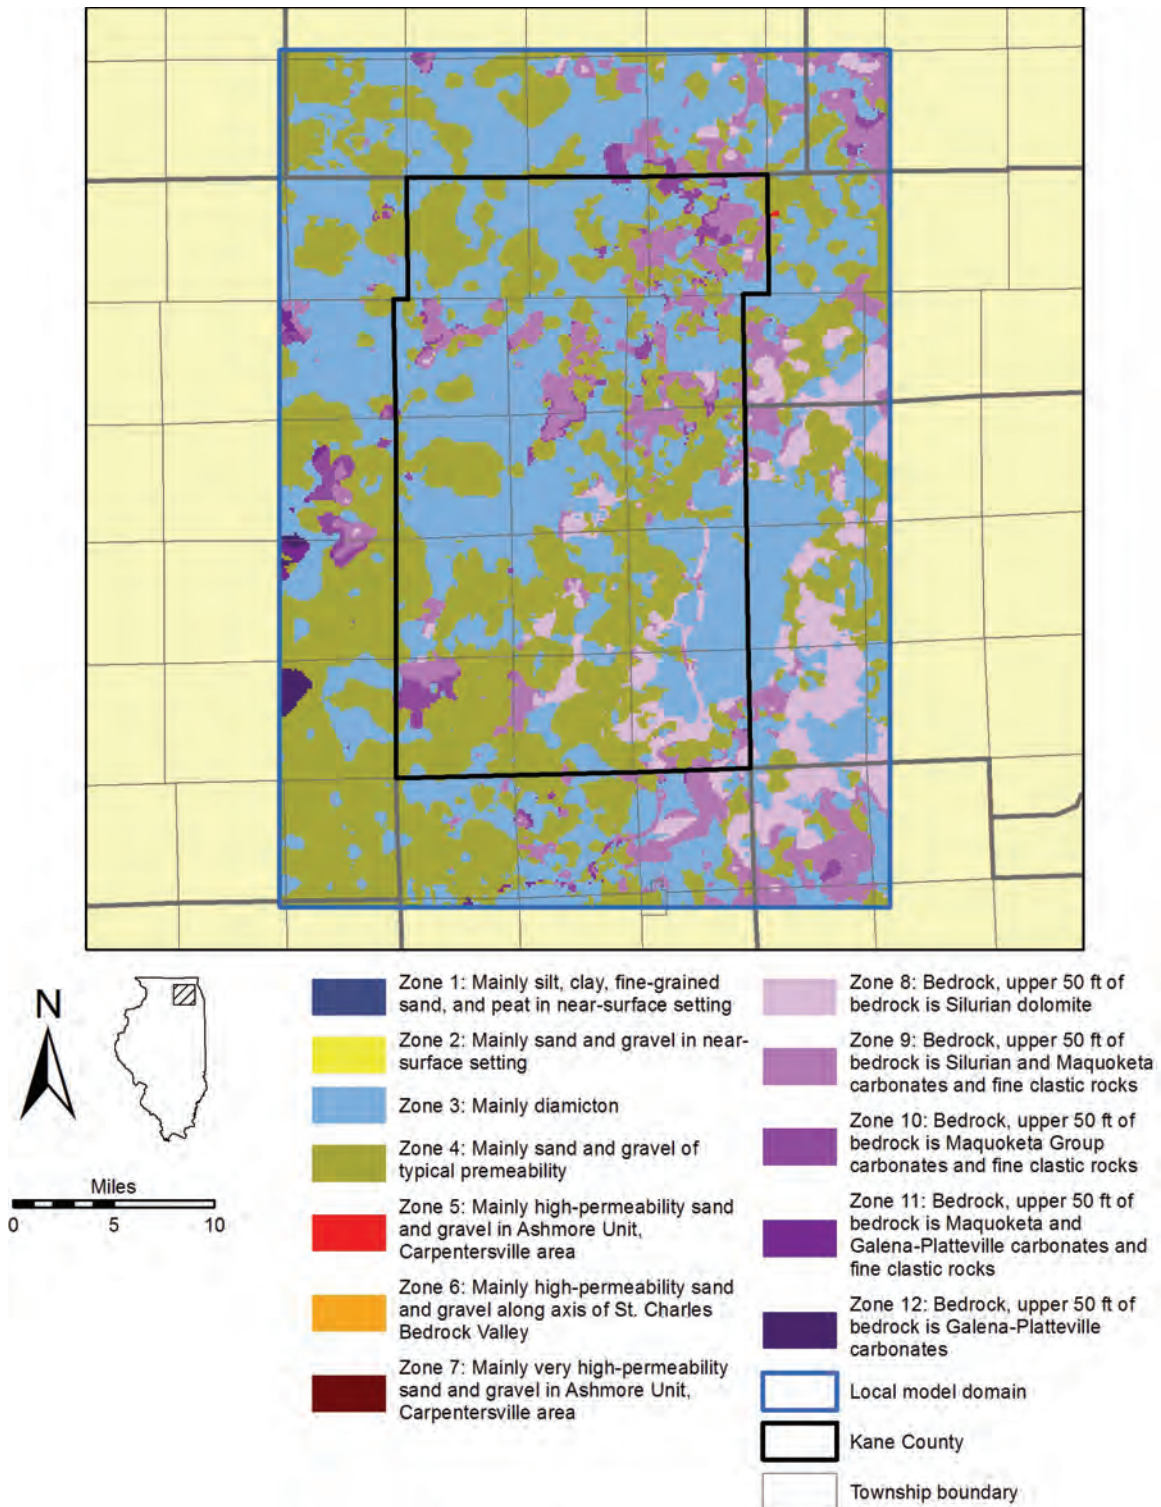 N
Miles
0 5 10
Zone 1: Mainly silt, clay, fine-grained
sand, and peat in near-surface setting
Zone 2: Mainly sand and gravel in near-
surface setting
Zone 3: Mainly diamicton
Zone 4: Mainly sand and gravel of
typical premeability
Zone 5: Mainly high-permeability sand
and gravel in Ashmore Unit,
Carpentersville area
Zone 6: Mainly high-permeability sand
and gravel along axis of St. Charles
Bedrock Valley
Zone 7: Mainly very high-permeability
sand and gravel in Ashmore Unit,
Carpentersville area
Zone 8: Bedrock, upper 50 ft of
bedrock is Silurian dolomite
Zone 9: Bedrock, upper 50 ft of
bedrock is Silurian and Maquoketa
carbonates and fine clastic rocks
Zone 10: Bedrock, upper 50 ft of
bedrock is Maquoketa Group
carbonates and fine clastic rocks
Zone 11: Bedrock, upper 50 ft of
bedrock is Maquoketa and
Galena-Platteville carbonates and
fine clastic rocks
Zone 12: Bedrock, upper 50 ft of
bedrock is Galena-Platteville
carbonates
Local model domain
Kane County
Township boundary